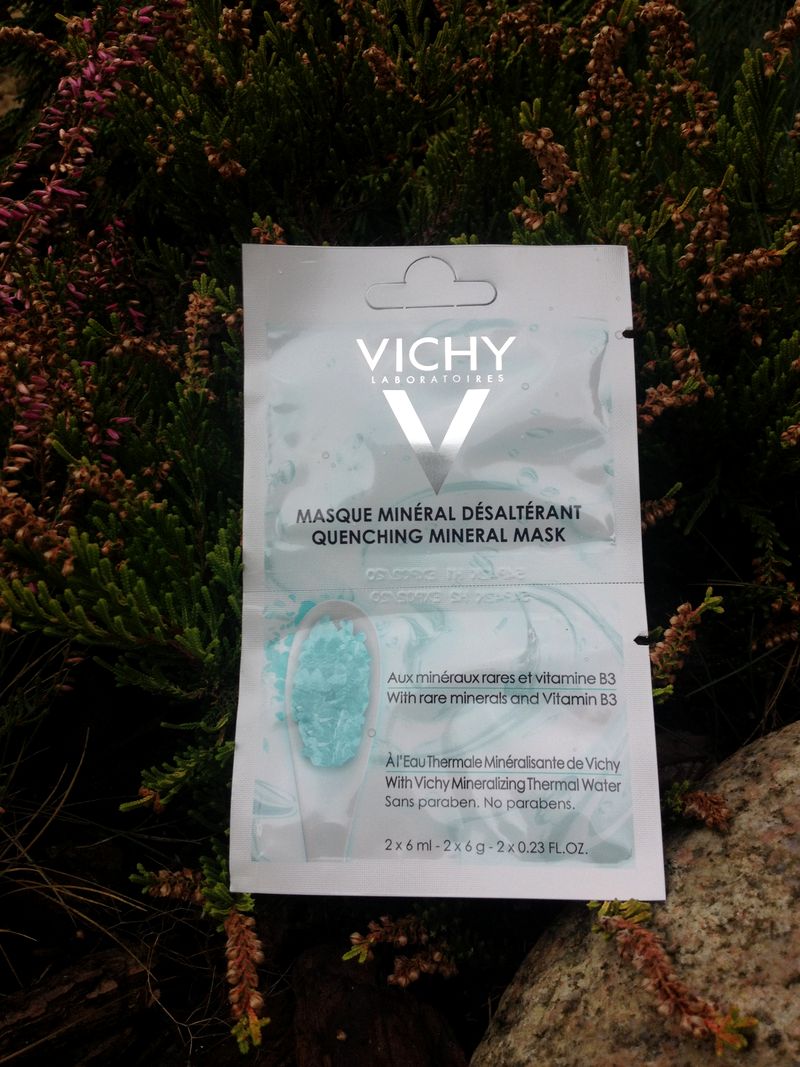 VICHY
LABORATOIRES
MASQUE MINÉRAL DÉSALTÉRANT
QUENCHING MINERAL MASK
Aux minéraux rares et vitamine B3
With rare minerals and Vitamin B3
À l'Eau Thermale Minéralisante de Vichy
With Vichy Mineralizing Thermal Water
Sans paraben. No parabens.
2 x 6 ml - 2 x 6 g - 2 x 0.23 FL.OZ.